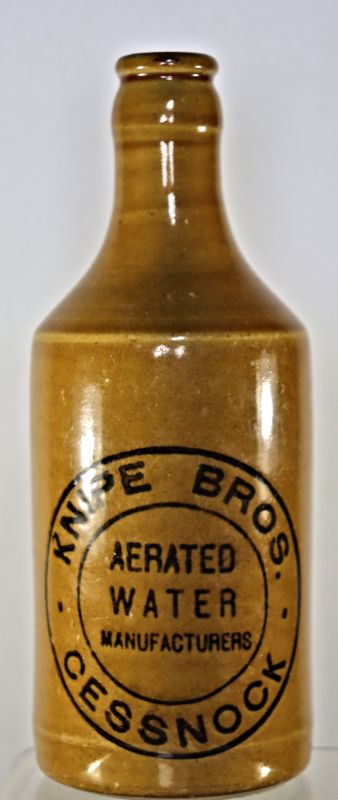 KNIPE BROS.
AERATED
WATER
MANUFACTURERS
CESSNOCK